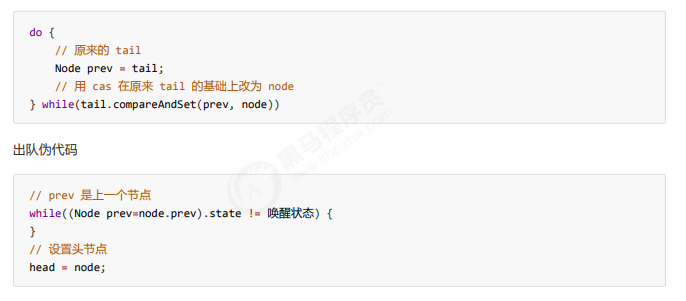 do {
// 原来的 tail
Node prev = tail;
// 用 cas 在原来 tail 的基础上改为 node
} while(tail.compareAndSet(prev, node))
出队伪代码
// prev 是上一个节点
while((Node prev=node.prev).state != 唤醒状态) {
}
// 设置头节点
head = node;
黑马程序员
www.itheima.com